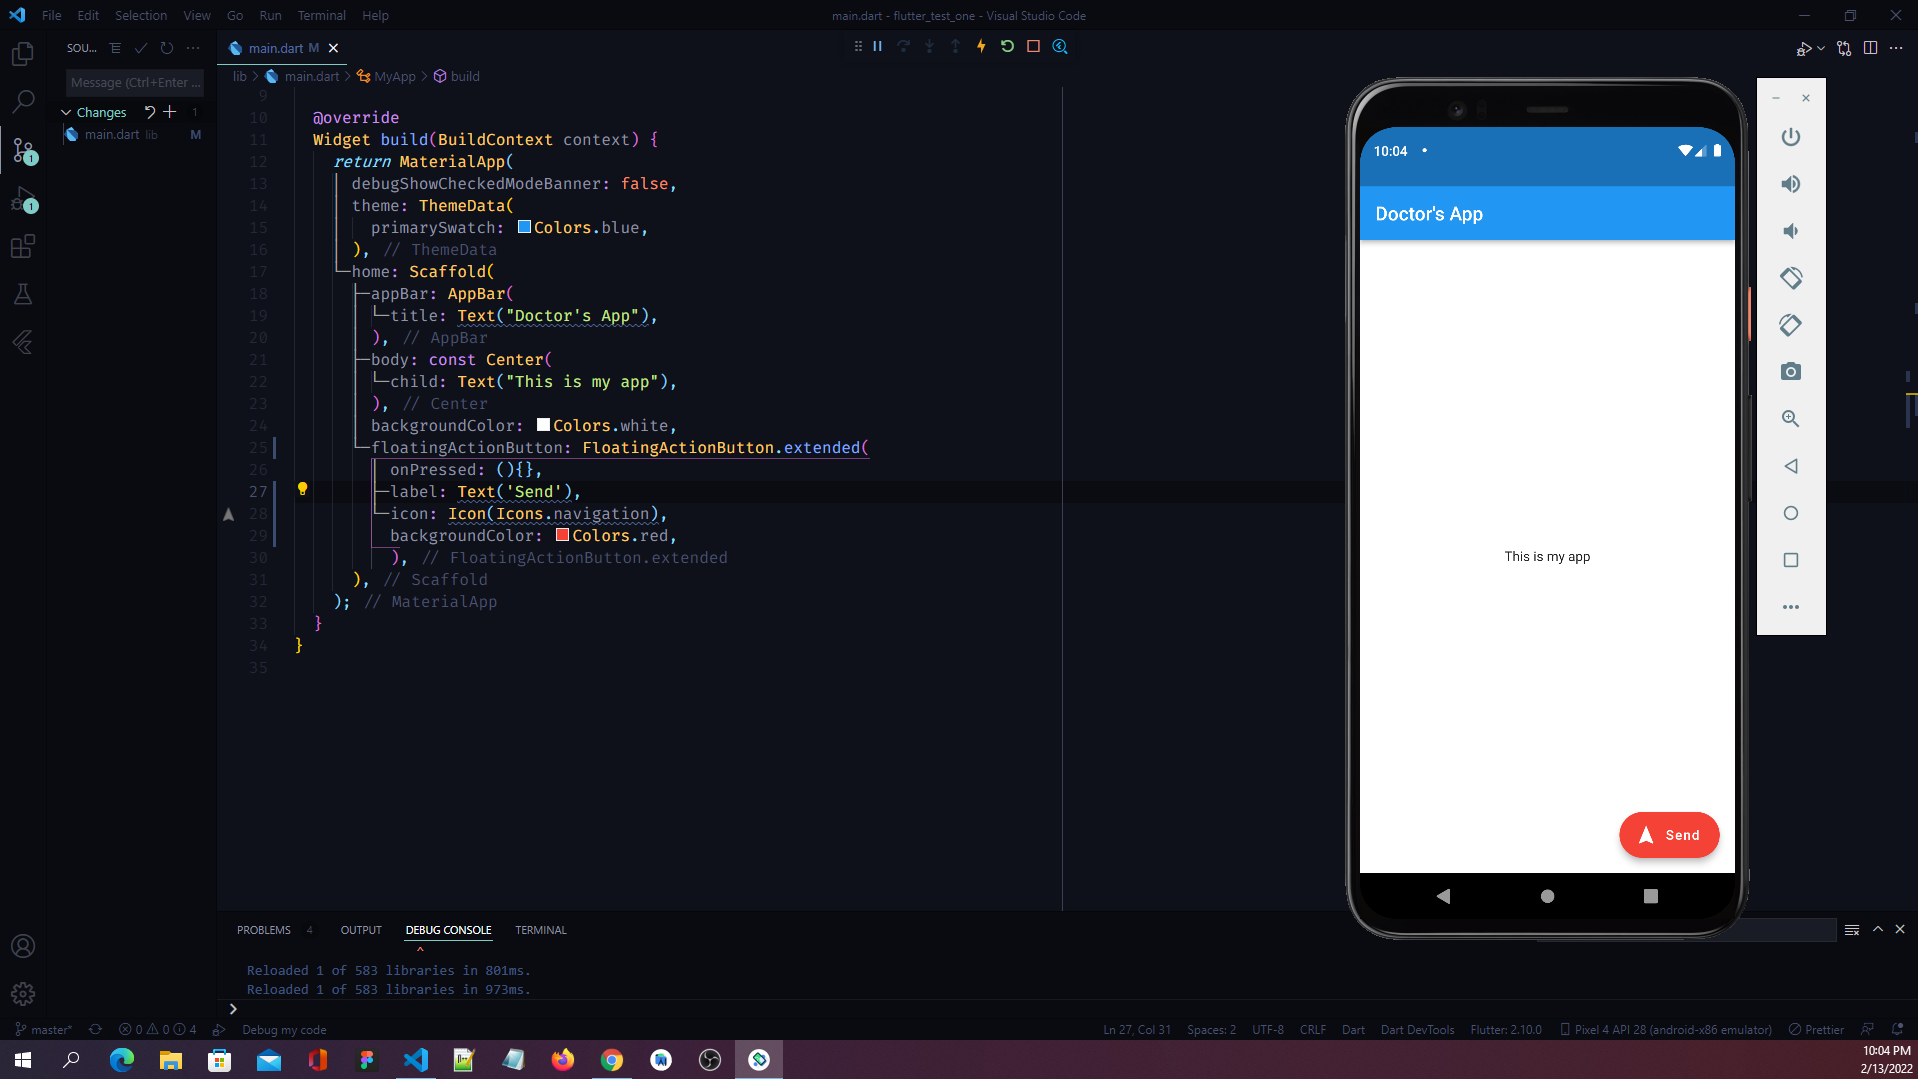 File Edit Selection View Go Run Terminal Help
main.dart - flutter_test_one - Visual Studio Code
SOU...
main.dart M
Message (Ctrl+Enter ...
lib > main.dart > MyApp > build
Changes 1
main.dart lib M
1
1
9
10 @override
11 Widget build(BuildContext context) {
12 return MaterialApp(
13 debugShowCheckedModeBanner: false,
14 theme: ThemeData(
15 primarySwatch: Colors.blue,
16 ), // ThemeData
17 home: Scaffold(
18 appBar: AppBar(
19 title: Text("Doctor's App"),
20 ), // AppBar
21 body: const Center(
22 child: Text("This is my app"),
23 ), // Center
24 backgroundColor: Colors.white,
25 floatingActionButton: FloatingActionButton.extended(
26 onPressed: (){},
27 label: Text('Send'),
28 icon: Icon(Icons.navigation),
29 backgroundColor: Colors.red,
30 ), // FloatingActionButton.extended
31 ), // Scaffold
32 ); // MaterialApp
33 }
34 }
35
10:04
Doctor's App
This is my app
Send
PROBLEMS 4 OUTPUT DEBUG CONSOLE TERMINAL
^
Reloaded 1 of 583 libraries in 801ms.
Reloaded 1 of 583 libraries in 973ms.
>
master* 0 0 4 Debug my code
Ln 27, Col 31 Spaces: 2 UTF-8 CRLF Dart Dart DevTools Flutter: 2.10.0 Pixel 4 API 28 (android-x86 emulator) Prettier
10:04 PM
2/13/2022